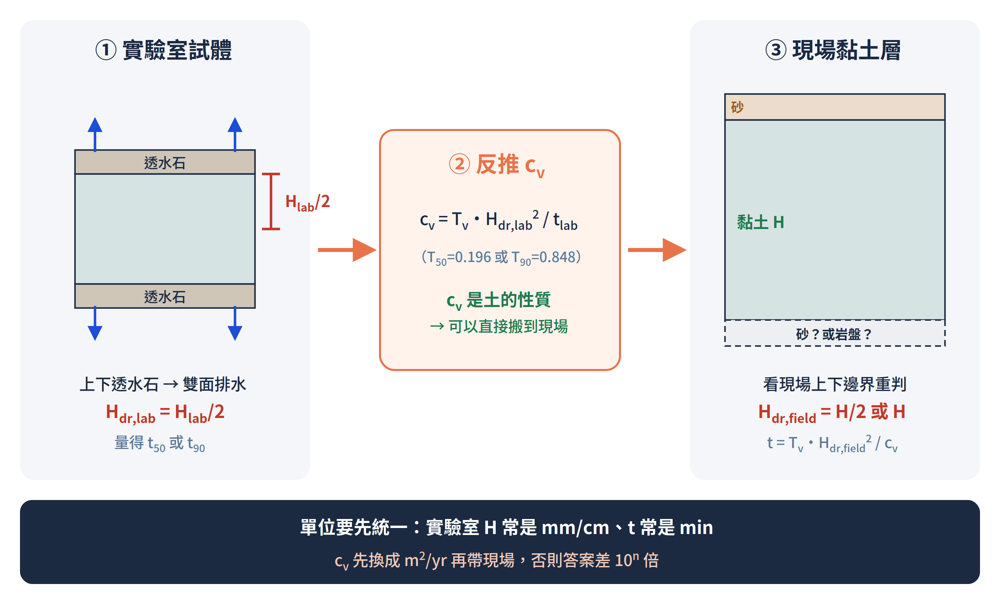 ① 實驗室試體
透水石
H_lab/2
透水石
上下透水石 → 雙面排水
H_dr,lab = H_lab/2
量得 t_50 或 t_90
② 反推 c_v
c_v = T_v・H_dr,lab² / t_lab
（T_50=0.196 或 T_90=0.848）
c_v 是土的性質
→ 可以直接搬到現場
③ 現場黏土層
砂
黏土 H
砂？或岩盤？
看現場上下邊界重判
H_dr,field = H/2 或 H
t = T_v・H_dr,field² / c_v
單位要先統一：實驗室 H 常是 mm/cm、t 常是 min
c_v 先換成 m²/yr 再帶現場，否則答案差 10ⁿ 倍